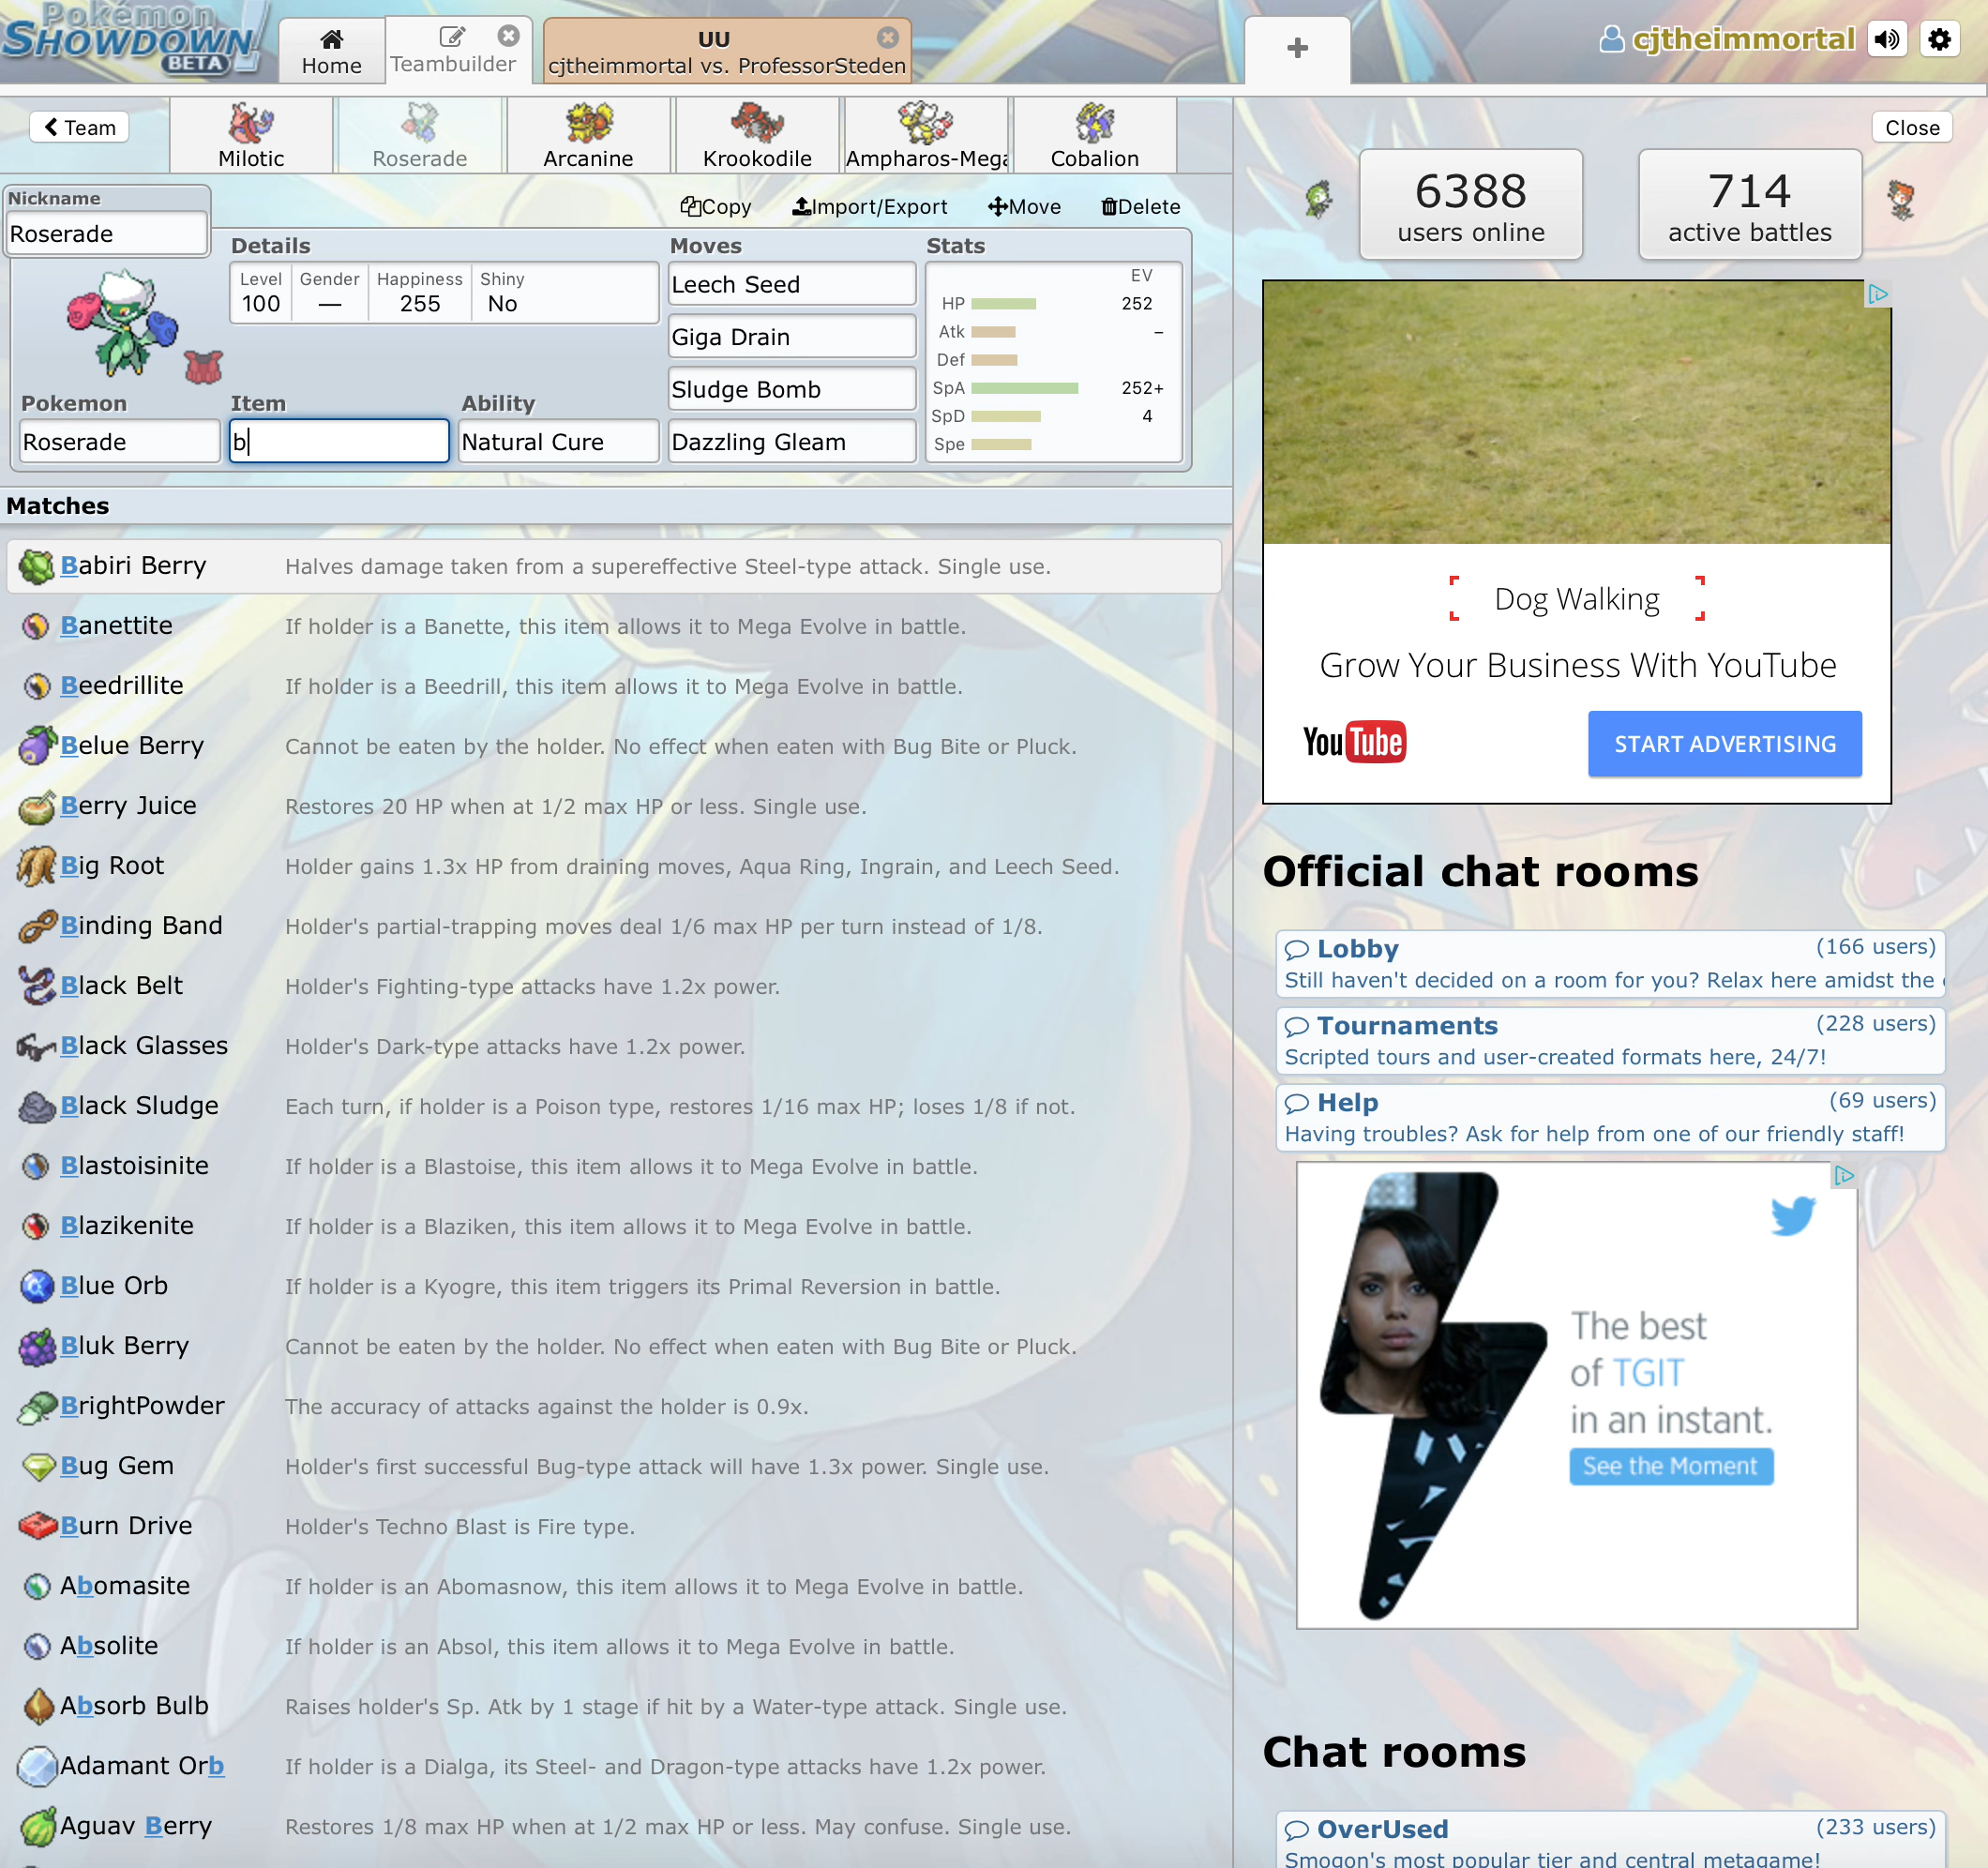 Pokémon
SHOWDOWN!
BETA
Home
Teambuilder
UU
cjtheimmortal vs. ProfessorSteden
+
cjtheimmortal
Team
Milotic
Roserade
Arcanine
Krookodile
Ampharos-Mega
Cobalion
Close
Nickname
Roserade
Copy
Import/Export
Move
Delete
Details
Level
100
Gender
—
Happiness
255
Shiny
No
Pokemon
Roserade
Item
b
Ability
Natural Cure
Moves
Leech Seed
Giga Drain
Sludge Bomb
Dazzling Gleam
Stats
EV
HP 252
Atk –
Def
SpA 252+
SpD 4
Spe
Matches
Babiri Berry Halves damage taken from a supereffective Steel-type attack. Single use.
Banettite If holder is a Banette, this item allows it to Mega Evolve in battle.
Beedrillite If holder is a Beedrill, this item allows it to Mega Evolve in battle.
Belue Berry Cannot be eaten by the holder. No effect when eaten with Bug Bite or Pluck.
Berry Juice Restores 20 HP when at 1/2 max HP or less. Single use.
Big Root Holder gains 1.3x HP from draining moves, Aqua Ring, Ingrain, and Leech Seed.
Binding Band Holder's partial-trapping moves deal 1/6 max HP per turn instead of 1/8.
Black Belt Holder's Fighting-type attacks have 1.2x power.
Black Glasses Holder's Dark-type attacks have 1.2x power.
Black Sludge Each turn, if holder is a Poison type, restores 1/16 max HP; loses 1/8 if not.
Blastoisinite If holder is a Blastoise, this item allows it to Mega Evolve in battle.
Blazikenite If holder is a Blaziken, this item allows it to Mega Evolve in battle.
Blue Orb If holder is a Kyogre, this item triggers its Primal Reversion in battle.
Bluk Berry Cannot be eaten by the holder. No effect when eaten with Bug Bite or Pluck.
BrightPowder The accuracy of attacks against the holder is 0.9x.
Bug Gem Holder's first successful Bug-type attack will have 1.3x power. Single use.
Burn Drive Holder's Techno Blast is Fire type.
Abomasite If holder is an Abomasnow, this item allows it to Mega Evolve in battle.
Absolite If holder is an Absol, this item allows it to Mega Evolve in battle.
Absorb Bulb Raises holder's Sp. Atk by 1 stage if hit by a Water-type attack. Single use.
Adamant Orb If holder is a Dialga, its Steel- and Dragon-type attacks have 1.2x power.
Aguav Berry Restores 1/8 max HP when at 1/2 max HP or less. May confuse. Single use.
6388
users online
714
active battles
Dog Walking
Grow Your Business With YouTube
YouTube
START ADVERTISING
Official chat rooms
Lobby (166 users)
Still haven't decided on a room for you? Relax here amidst the
Tournaments (228 users)
Scripted tours and user-created formats here, 24/7!
Help (69 users)
Having troubles? Ask for help from one of our friendly staff!
The best
of TGIT
in an instant.
See the Moment
Chat rooms
OverUsed (233 users)
Smogon's most popular tier and central metagame!